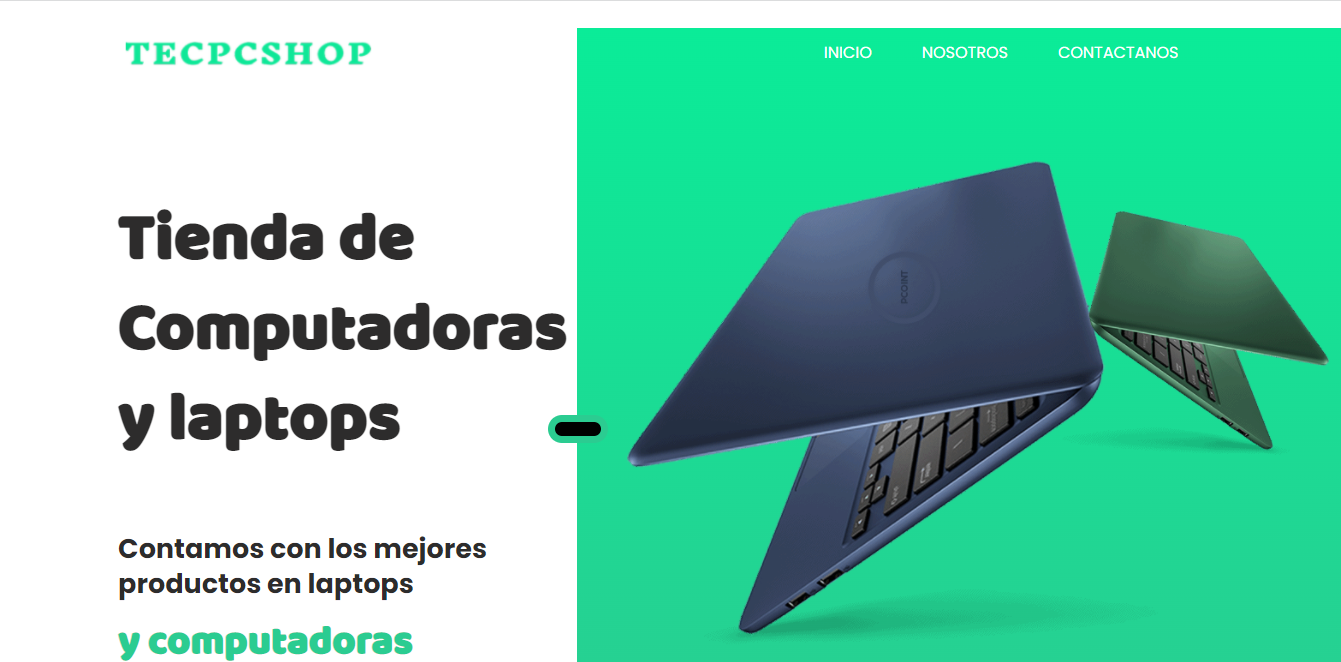 TECPCSHOP
INICIO NOSOTROS CONTACTANOS
Tienda de
Computadoras
y laptops
PCOINT
Contamos con los mejores
productos en laptops
y computadoras